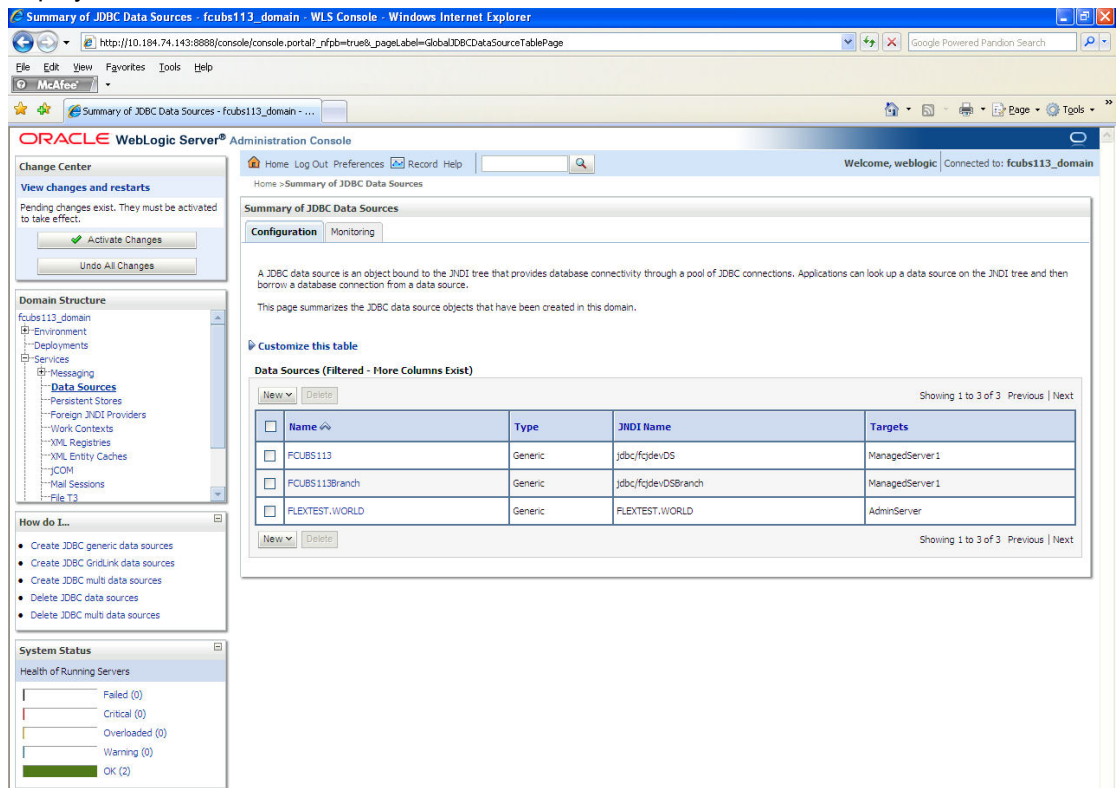 Summary of JDBC Data Sources - fcubs113_domain - WLS Console - Windows Internet Explorer
http://10.184.74.143:8888/console/console.portal?_nfpb=true&_pageLabel=GlobalJDBCDataSourceTablePage
Google Powered Pandion Search
File Edit View Favorites Tools Help
McAfee
Summary of JDBC Data Sources - fcubs113_domain - ...
Page Tools
ORACLE WebLogic Server® Administration Console
Change Center
View changes and restarts
Pending changes exist. They must be activated
to take effect.
Activate Changes
Undo All Changes
Domain Structure
fcubs113_domain
Environment
Deployments
Services
Messaging
Data Sources
Persistent Stores
Foreign JNDI Providers
Work Contexts
XML Registries
XML Entity Caches
jCOM
Mail Sessions
File T3
How do I...
Create JDBC generic data sources
Create JDBC GridLink data sources
Create JDBC multi data sources
Delete JDBC data sources
Delete JDBC multi data sources
System Status
Health of Running Servers
Failed (0)
Critical (0)
Overloaded (0)
Warning (0)
OK (2)
Home Log Out Preferences Record Help
Welcome, weblogic Connected to: fcubs113_domain
Home >Summary of JDBC Data Sources
Summary of JDBC Data Sources
Configuration Monitoring
A JDBC data source is an object bound to the JNDI tree that provides database connectivity through a pool of JDBC connections. Applications can look up a data source on the JNDI tree and then
borrow a database connection from a data source.
This page summarizes the JDBC data source objects that have been created in this domain.
Customize this table
Data Sources (Filtered - More Columns Exist)
New Delete Showing 1 to 3 of 3 Previous | Next
Name Type JNDI Name Targets
FCUBS113 Generic jdbc/fcjdevDS ManagedServer1
FCUBS113Branch Generic jdbc/fcjdevDSBranch ManagedServer1
FLEXTEST.WORLD Generic FLEXTEST.WORLD AdminServer
New Delete Showing 1 to 3 of 3 Previous | Next